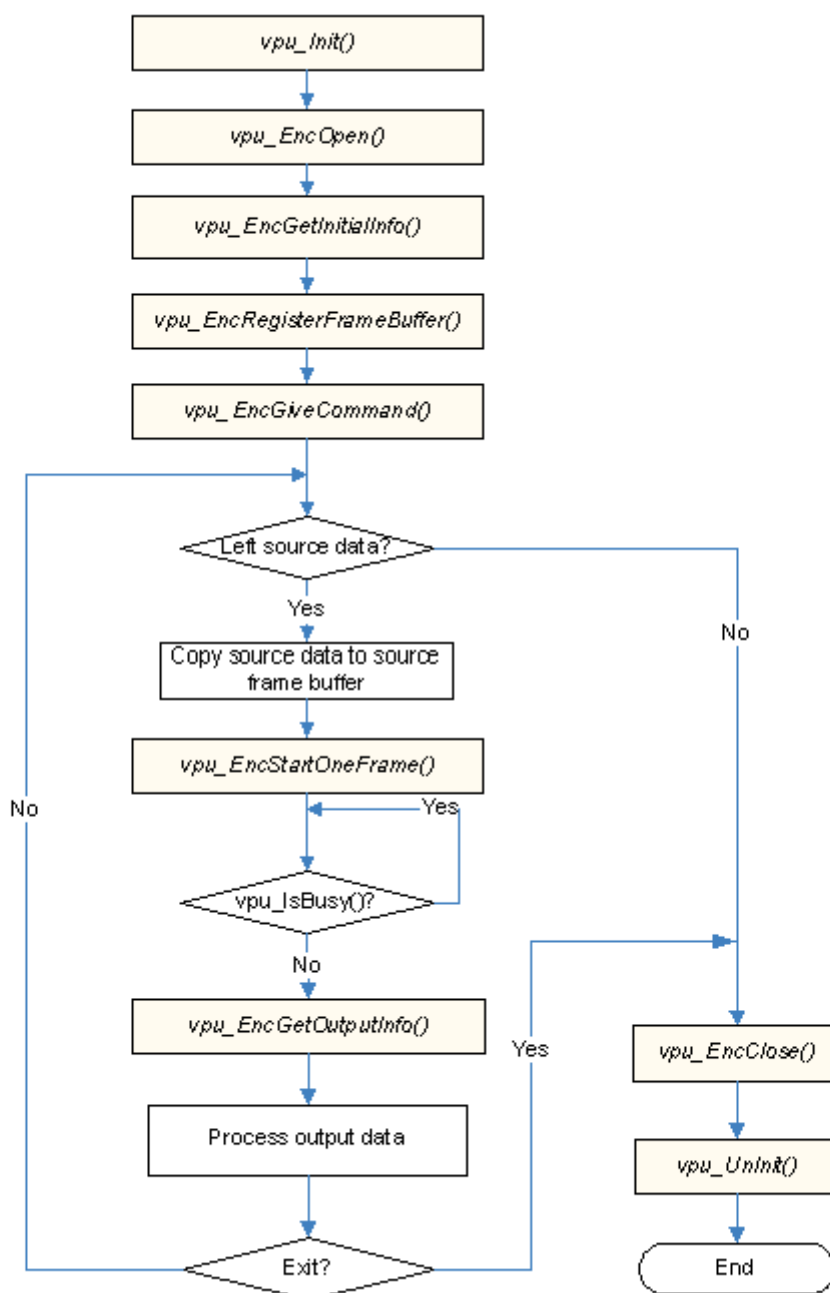 vpu_Init()
vpu_EncOpen()
vpu_EncGetInitialInfo()
vpu_EncRegisterFrameBuffer()
vpu_EncGiveCommand()
Left source data?
Yes
No
Copy source data to source
frame buffer
vpu_EncStartOneFrame()
No
Yes
vpu_IsBusy()?
No
vpu_EncGetOutputInfo()
Yes
vpu_EncClose()
Process output data
vpu_UnInit()
Exit?
End